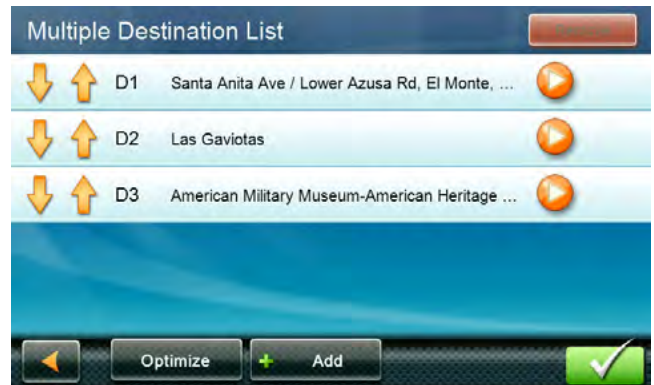 Multiple Destination List
D1 Santa Anita Ave / Lower Azusa Rd, El Monte, ...
D2 Las Gaviotas
D3 American Military Museum-American Heritage ...
Optimize
Add